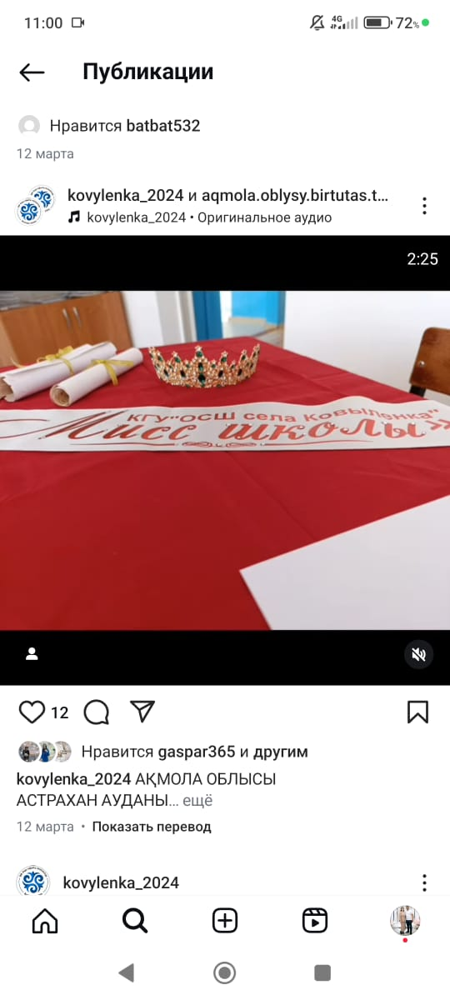 11:00
4G
72%
Публикации
Нравится batbat532
12 марта
kovylenka_2024 и aqmola.oblysy.birtutas.t...
kovylenka_2024 • Оригинальное аудио
2:25
КГУ"ОСШ села Ковыленка"
Мисс школы»
12
Нравится gaspar365 и другим
kovylenka_2024 АҚМОЛА ОБЛЫСЫ
АСТРАХАН АУДАНЫ... ещё
12 марта • Показать перевод
kovylenka_2024